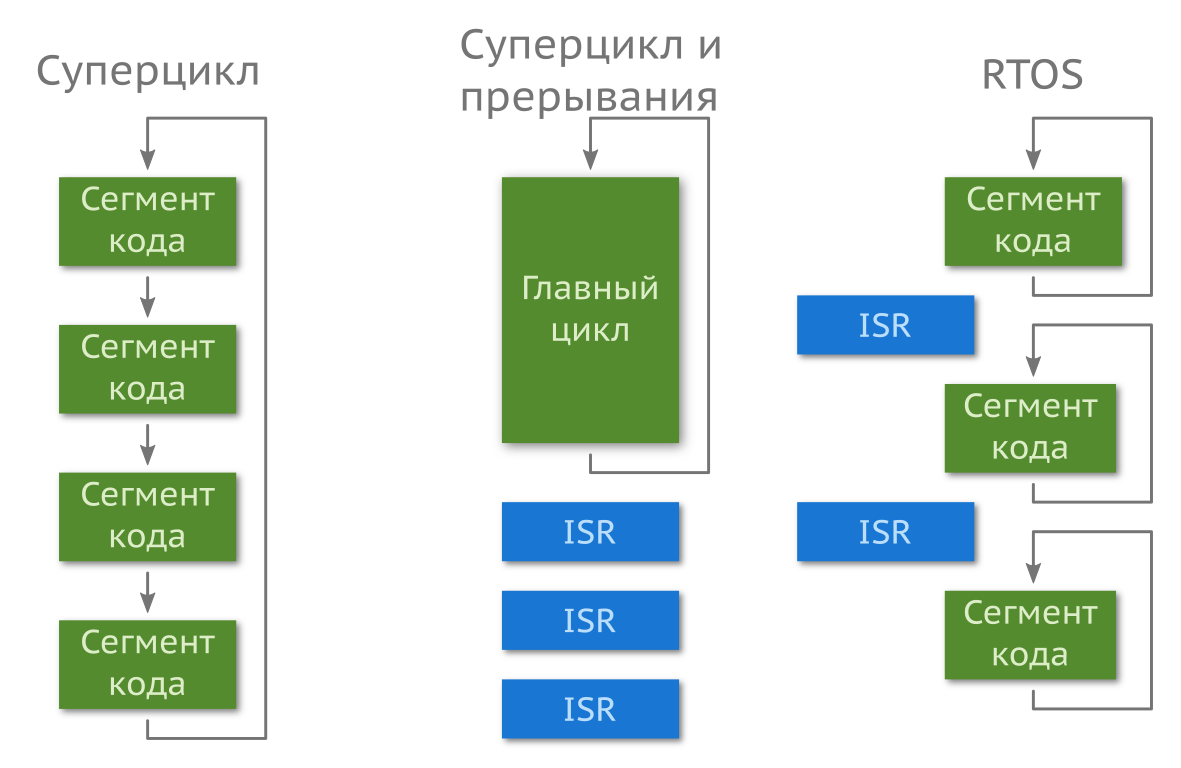 Суперцикл
Сегмент
кода
Сегмент
кода
Сегмент
кода
Сегмент
кода
Суперцикл и
прерывания
Главный
цикл
ISR
ISR
ISR
RTOS
Сегмент
кода
ISR
Сегмент
кода
ISR
Сегмент
кода